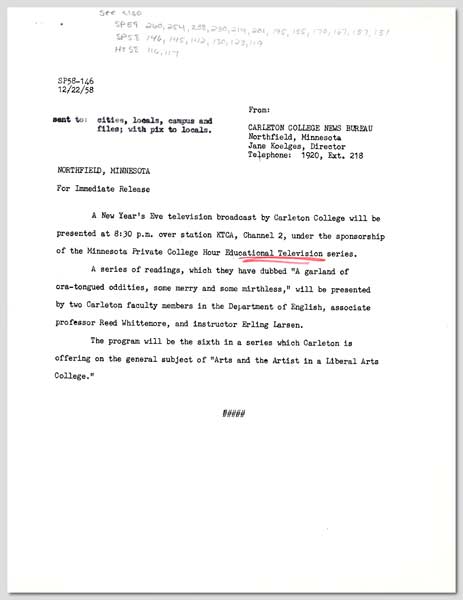 See also
SP59 260, 254, 238, 230, 214, 201, 195, 185, 170, 167, 157, 151
SP58 146, 145, 142, 130, 123, 119
HT58 116, 117
SP58-146
12/22/58
From:
sent to: cities, locals, campus and
files; with pix to locals.
CARLETON COLLEGE NEWS BUREAU
Northfield, Minnesota
Jane Koelges, Director
Telephone: 1920, Ext. 218
NORTHFIELD, MINNESOTA
For Immediate Release
A New Year's Eve television broadcast by Carleton College will be
presented at 8:30 p.m. over station KTCA, Channel 2, under the sponsorship
of the Minnesota Private College Hour Educational Television series.
A series of readings, which they have dubbed "A garland of
ora-tongued oddities, some merry and some mirthless," will be presented
by two Carleton faculty members in the Department of English, associate
professor Reed Whittemore, and instructor Erling Larsen.
The program will be the sixth in a series which Carleton is
offering on the general subject of "Arts and the Artist in a Liberal Arts
College."
#####